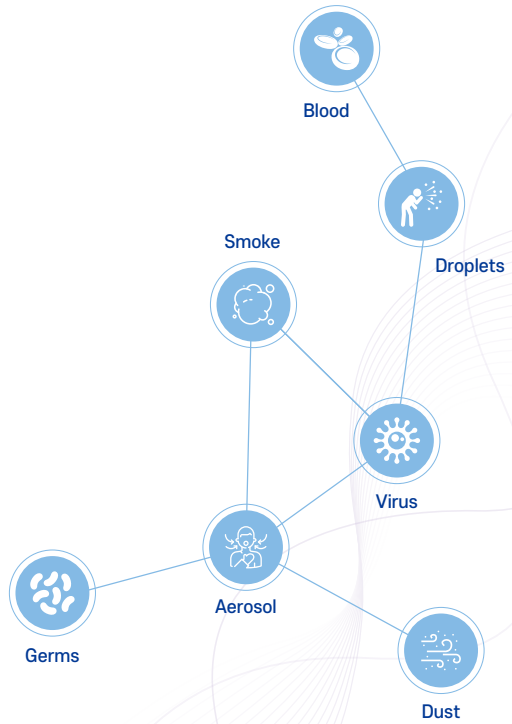 Blood
Droplets
Smoke
Virus
Aerosol
Germs
Dust